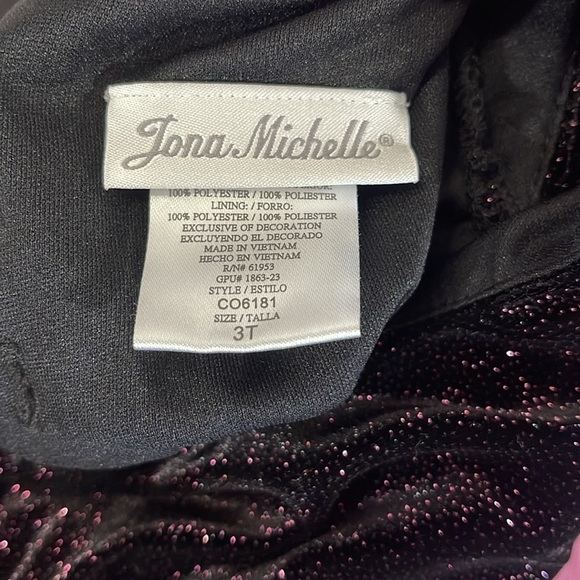 Jona Michelle®
100% POLYESTER / 100% POLIESTER
LINING: / FORRO:
100% POLYESTER / 100% POLIESTER
EXCLUSIVE OF DECORATION
EXCLUYENDO EL DECORADO
MADE IN VIETNAM
HECHO EN VIETNAM
R/N# 61953
GPU# 1863-23
STYLE / ESTILO
CO6181
SIZE / TALLA
3T